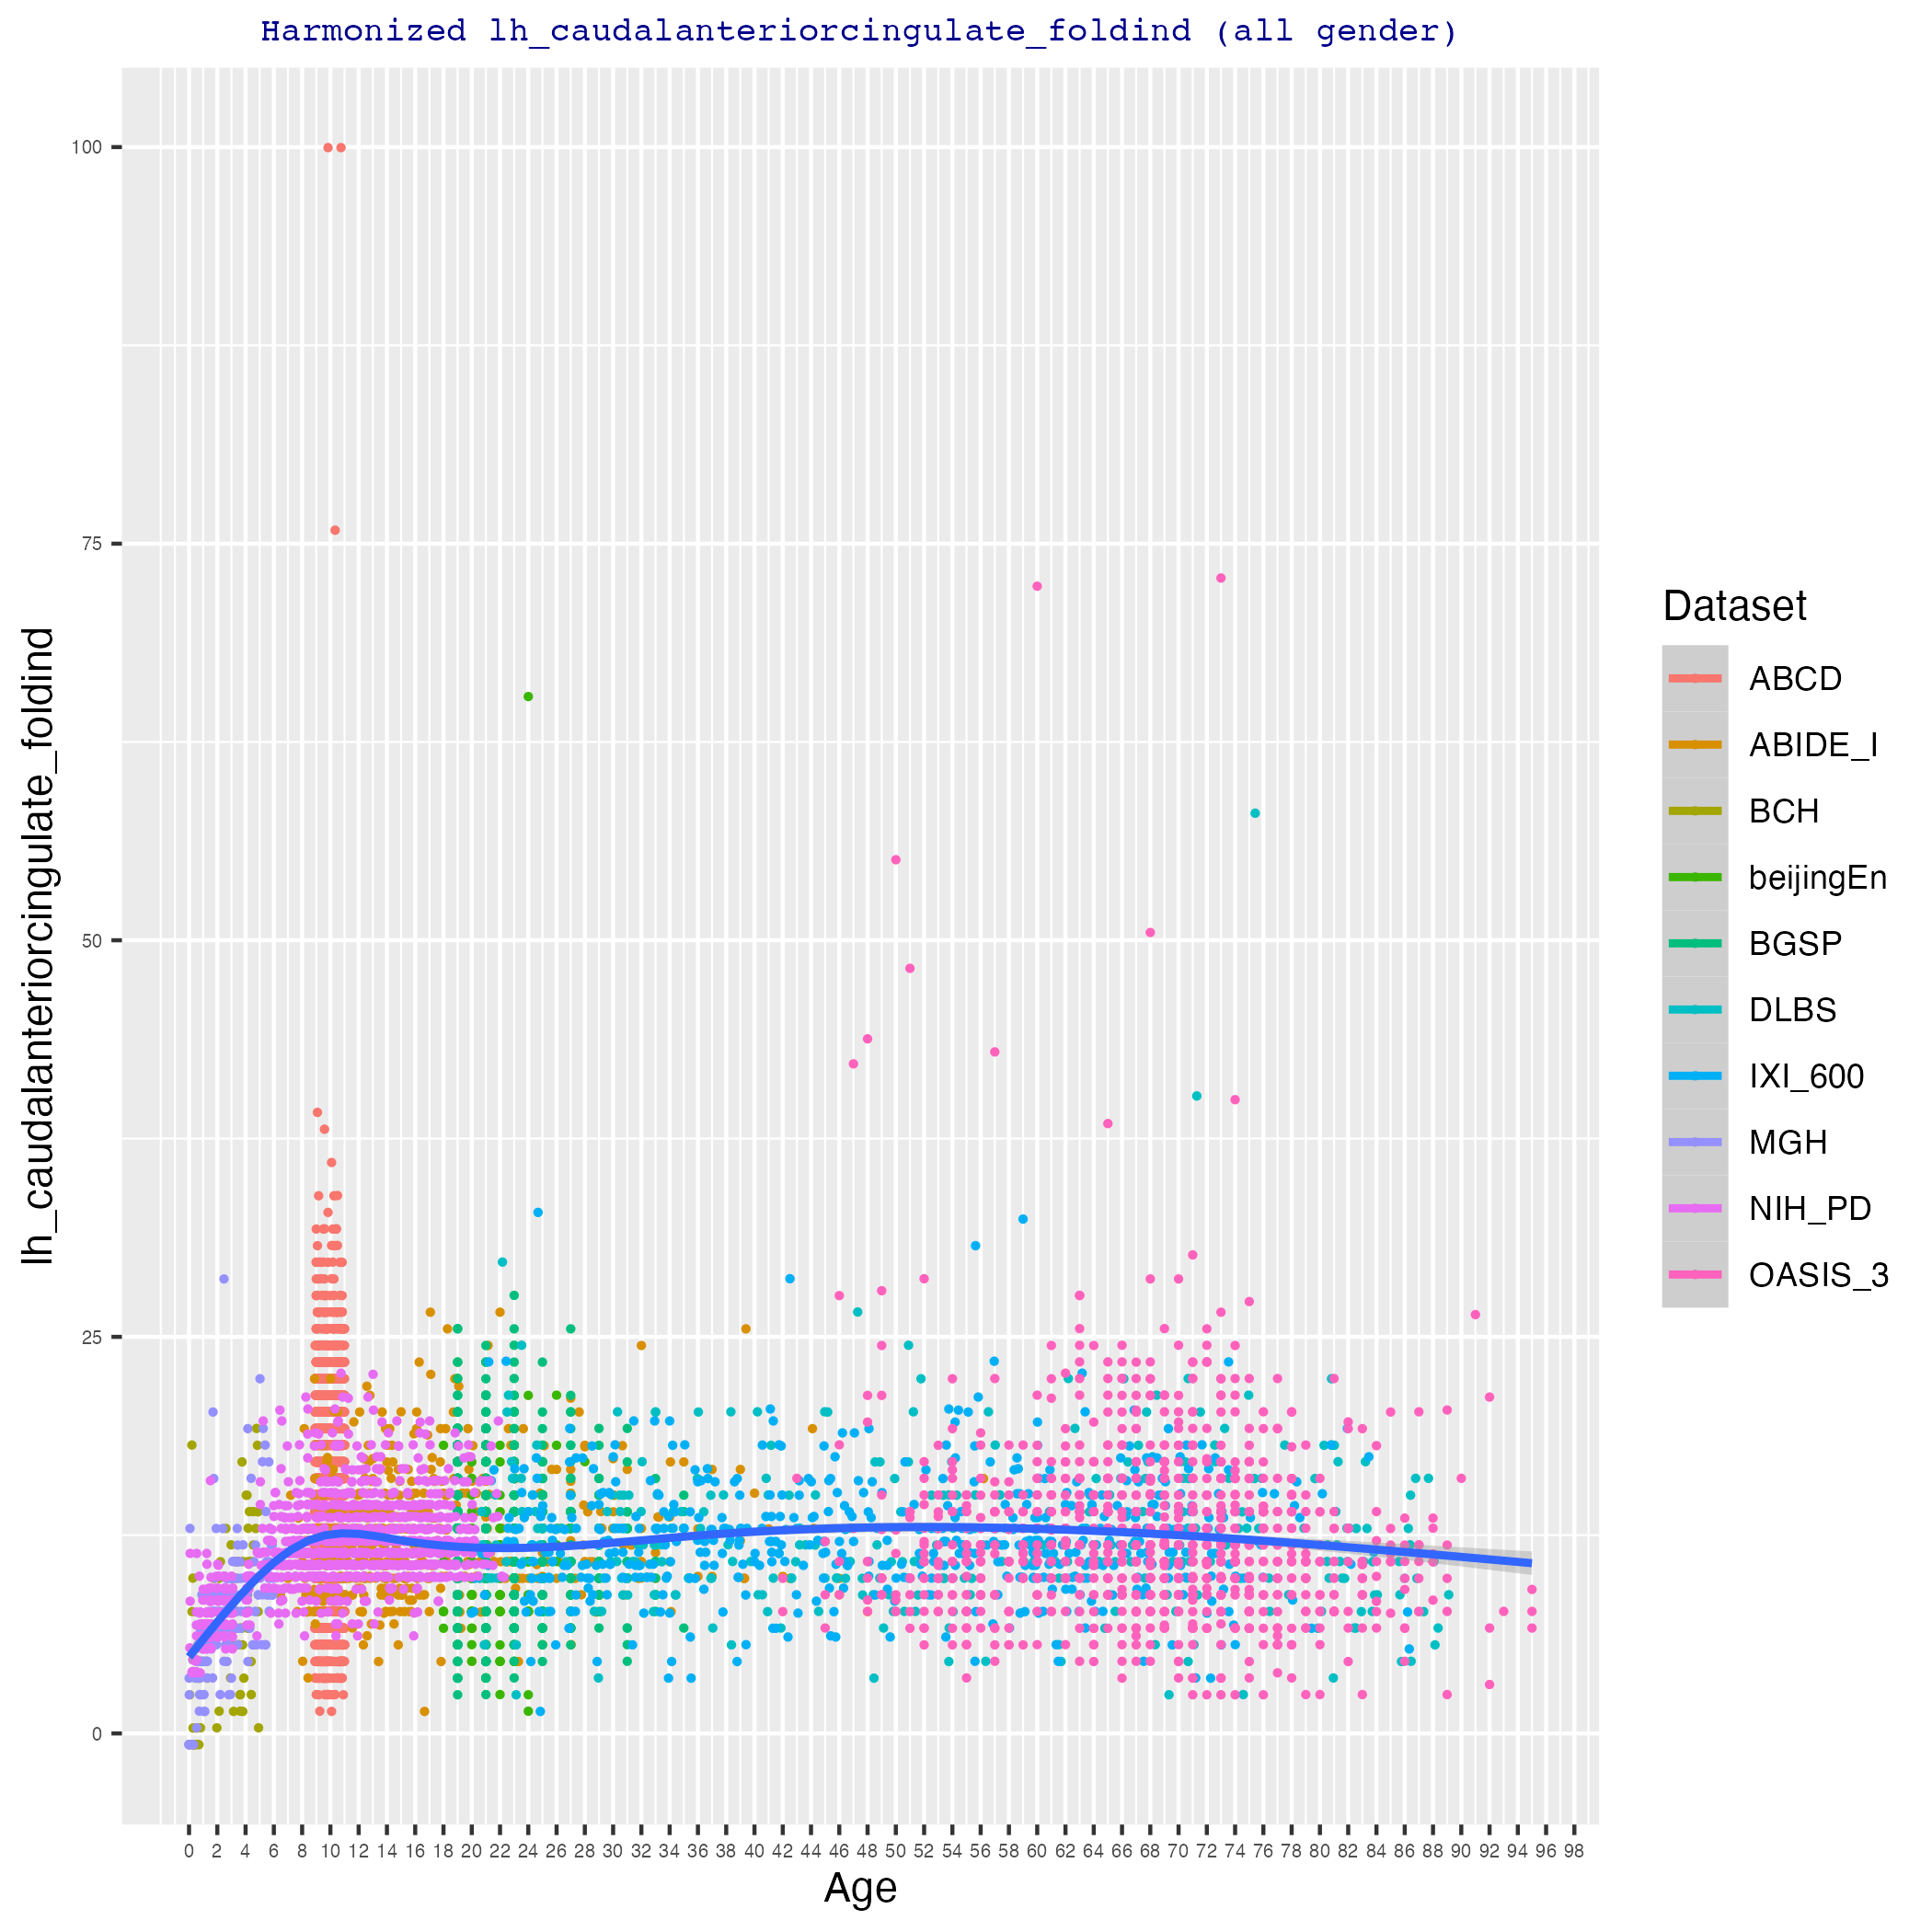 Harmonized lh_caudalanteriorcingulate_foldind (all gender)
lh_caudalanteriorcingulate_foldind
100
75
50
25
0
0 2 4 6 8 10 12 14 16 18 20 22 24 26 28 30 32 34 36 38 40 42 44 46 48 50 52 54 56 58 60 62 64 66 68 70 72 74 76 78 80 82 84 86 88 90 92 94 96 98
Age
Dataset
ABCD
ABIDE_I
BCH
beijingEn
BGSP
DLBS
IXI_600
MGH
NIH_PD
OASIS_3